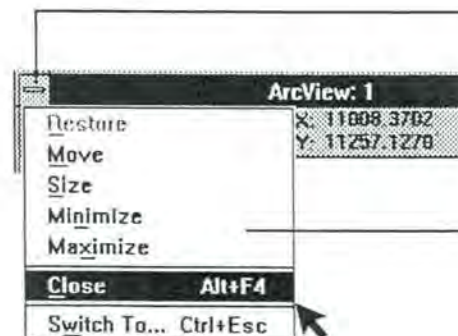 ArcView: 1
X: 11008.3702
Y: 11257.1270
Restore
Move
Size
Minimize
Maximize
Close Alt+F4
Switch To... Ctrl+Esc